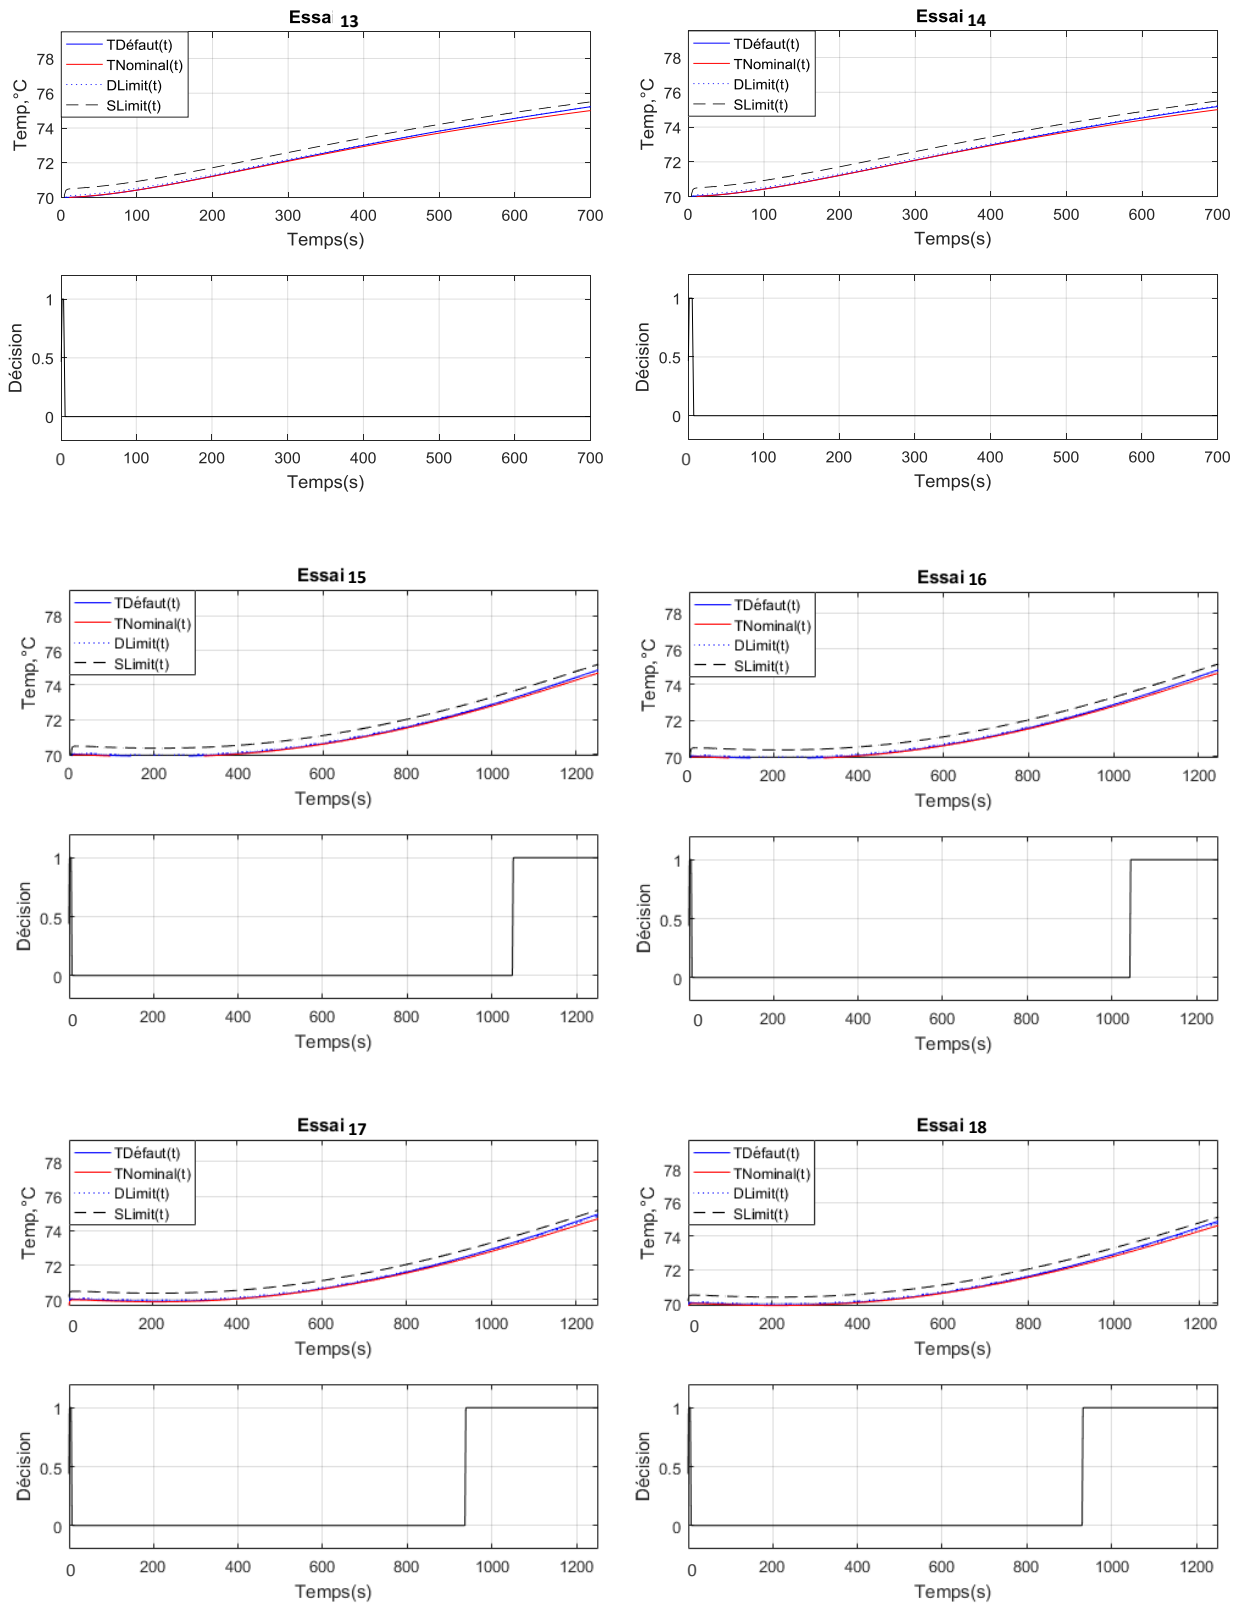 Essai 13
TDéfaut(t)
TNominal(t)
DLimit(t)
SLimit(t)
Temp,°C
78
76
74
72
70
0 100 200 300 400 500 600 700
Temps(s)
Décision
1
0.5
0
0 100 200 300 400 500 600 700
Temps(s)
Essai 14
TDéfaut(t)
TNominal(t)
DLimit(t)
SLimit(t)
Temp,°C
78
76
74
72
70
0 100 200 300 400 500 600 700
Temps(s)
Décision
1
0.5
0
0 100 200 300 400 500 600 700
Temps(s)
Essai 15
TDéfaut(t)
TNominal(t)
DLimit(t)
SLimit(t)
Temp,°C
78
76
74
72
70
0 200 400 600 800 1000 1200
Temps(s)
Décision
1
0.5
0
0 200 400 600 800 1000 1200
Temps(s)
Essai 16
TDéfaut(t)
TNominal(t)
DLimit(t)
SLimit(t)
Temp,°C
78
76
74
72
70
0 200 400 600 800 1000 1200
Temps(s)
Décision
1
0.5
0
0 200 400 600 800 1000 1200
Temps(s)
Essai 17
TDéfaut(t)
TNominal(t)
DLimit(t)
SLimit(t)
Temp,°C
78
76
74
72
70
0 200 400 600 800 1000 1200
Temps(s)
Décision
1
0.5
0
0 200 400 600 800 1000 1200
Temps(s)
Essai 18
TDéfaut(t)
TNominal(t)
DLimit(t)
SLimit(t)
Temp,°C
78
76
74
72
70
0 200 400 600 800 1000 1200
Temps(s)
Décision
1
0.5
0
0 200 400 600 800 1000 1200
Temps(s)